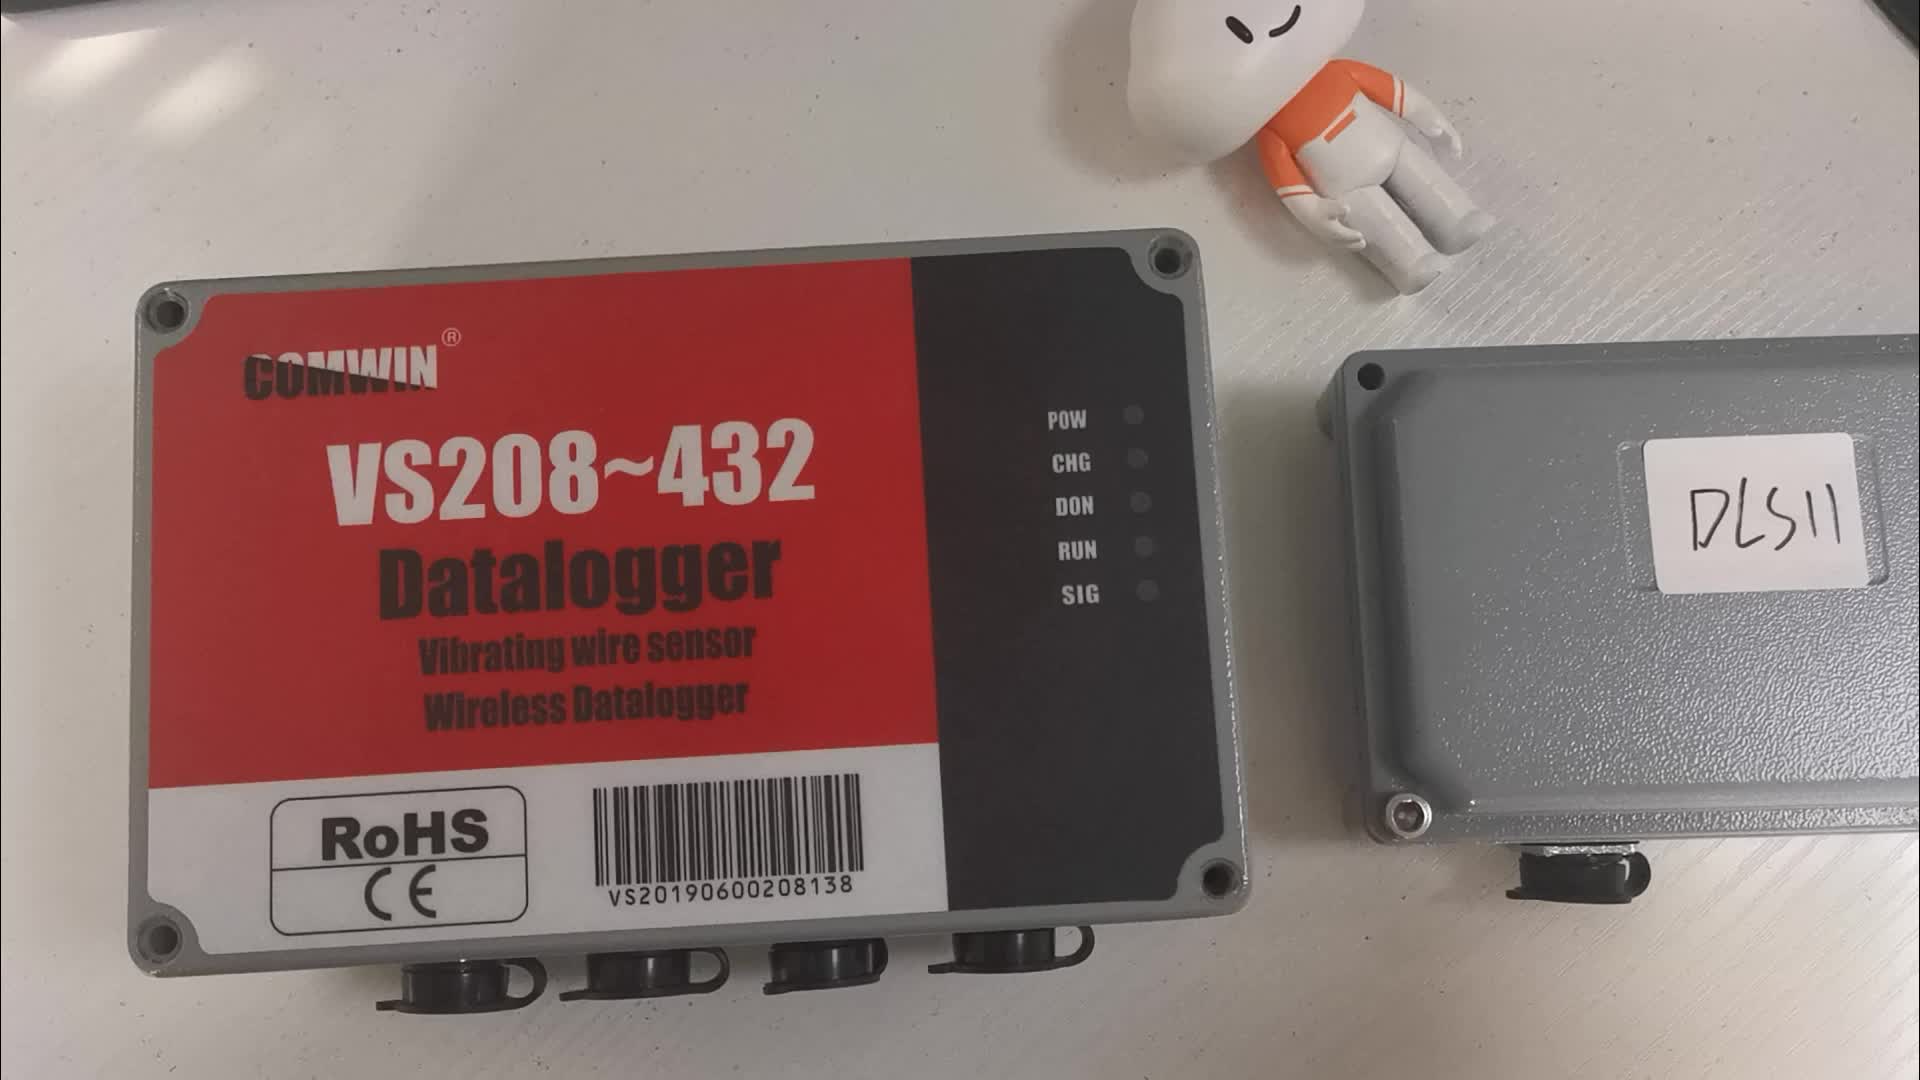 COMWIN®
VS208~432
Datalogger
Vibrating wire sensor
Wireless Datalogger
RoHS
CE
VS20190600208138
POW
CHG
DON
RUN
SIG
DLS11